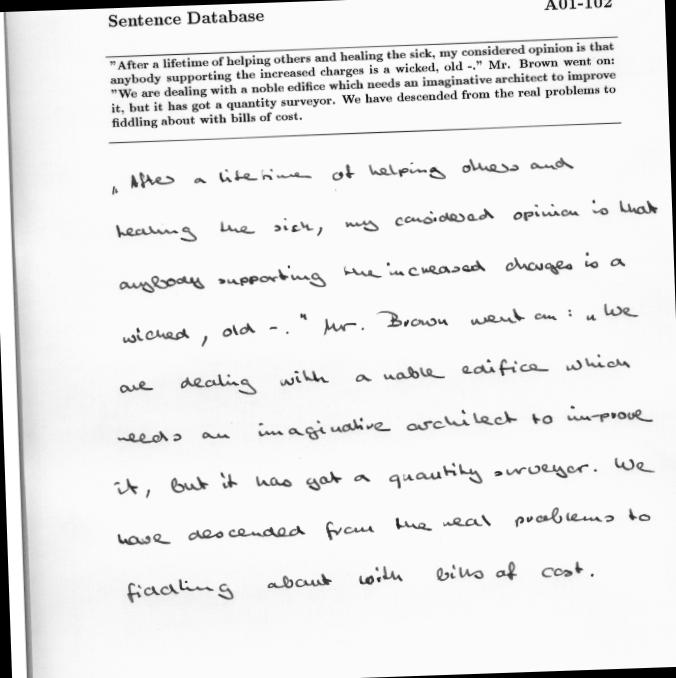 Sentence Database
A01-102
"After a lifetime of helping others and healing the sick, my considered opinion is that
anybody supporting the increased charges is a wicked, old -." Mr. Brown went on:
"We are dealing with a noble edifice which needs an imaginative architect to improve
it, but it has got a quantity surveyor. We have descended from the real problems to
fiddling about with bills of cost.
„After a lifetime of helping others and
healing the sick, my considered opinion is that
anybody supporting the increased charges is a
wicked, old -." Mr. Brown went on: „We
are dealing with a noble edifice which
needs an imaginative architect to im-prove
it, but it has got a quantity surveyor. We
have descended from the real problems to
fiddling about with bills of cost.